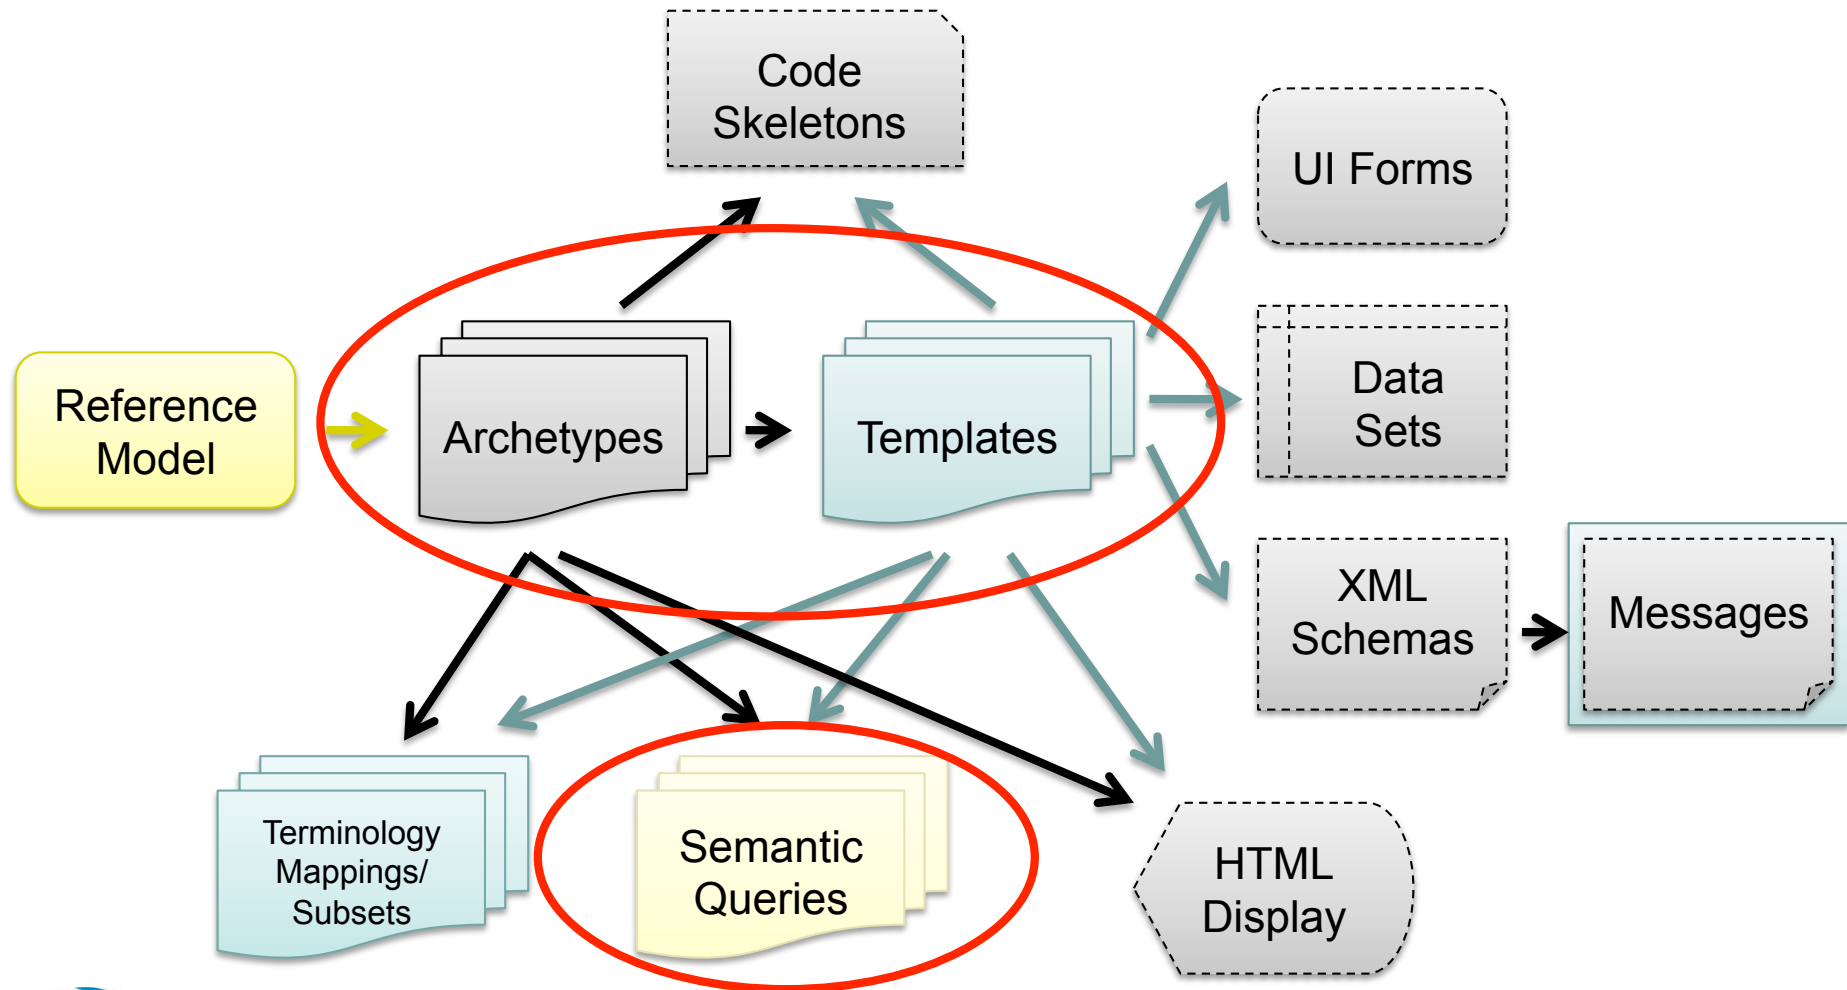 Code
Skeletons
UI Forms
Reference
Model
Archetypes
Templates
Data
Sets
XML
Schemas
Messages
Terminology
Mappings/
Subsets
Semantic
Queries
HTML
Display